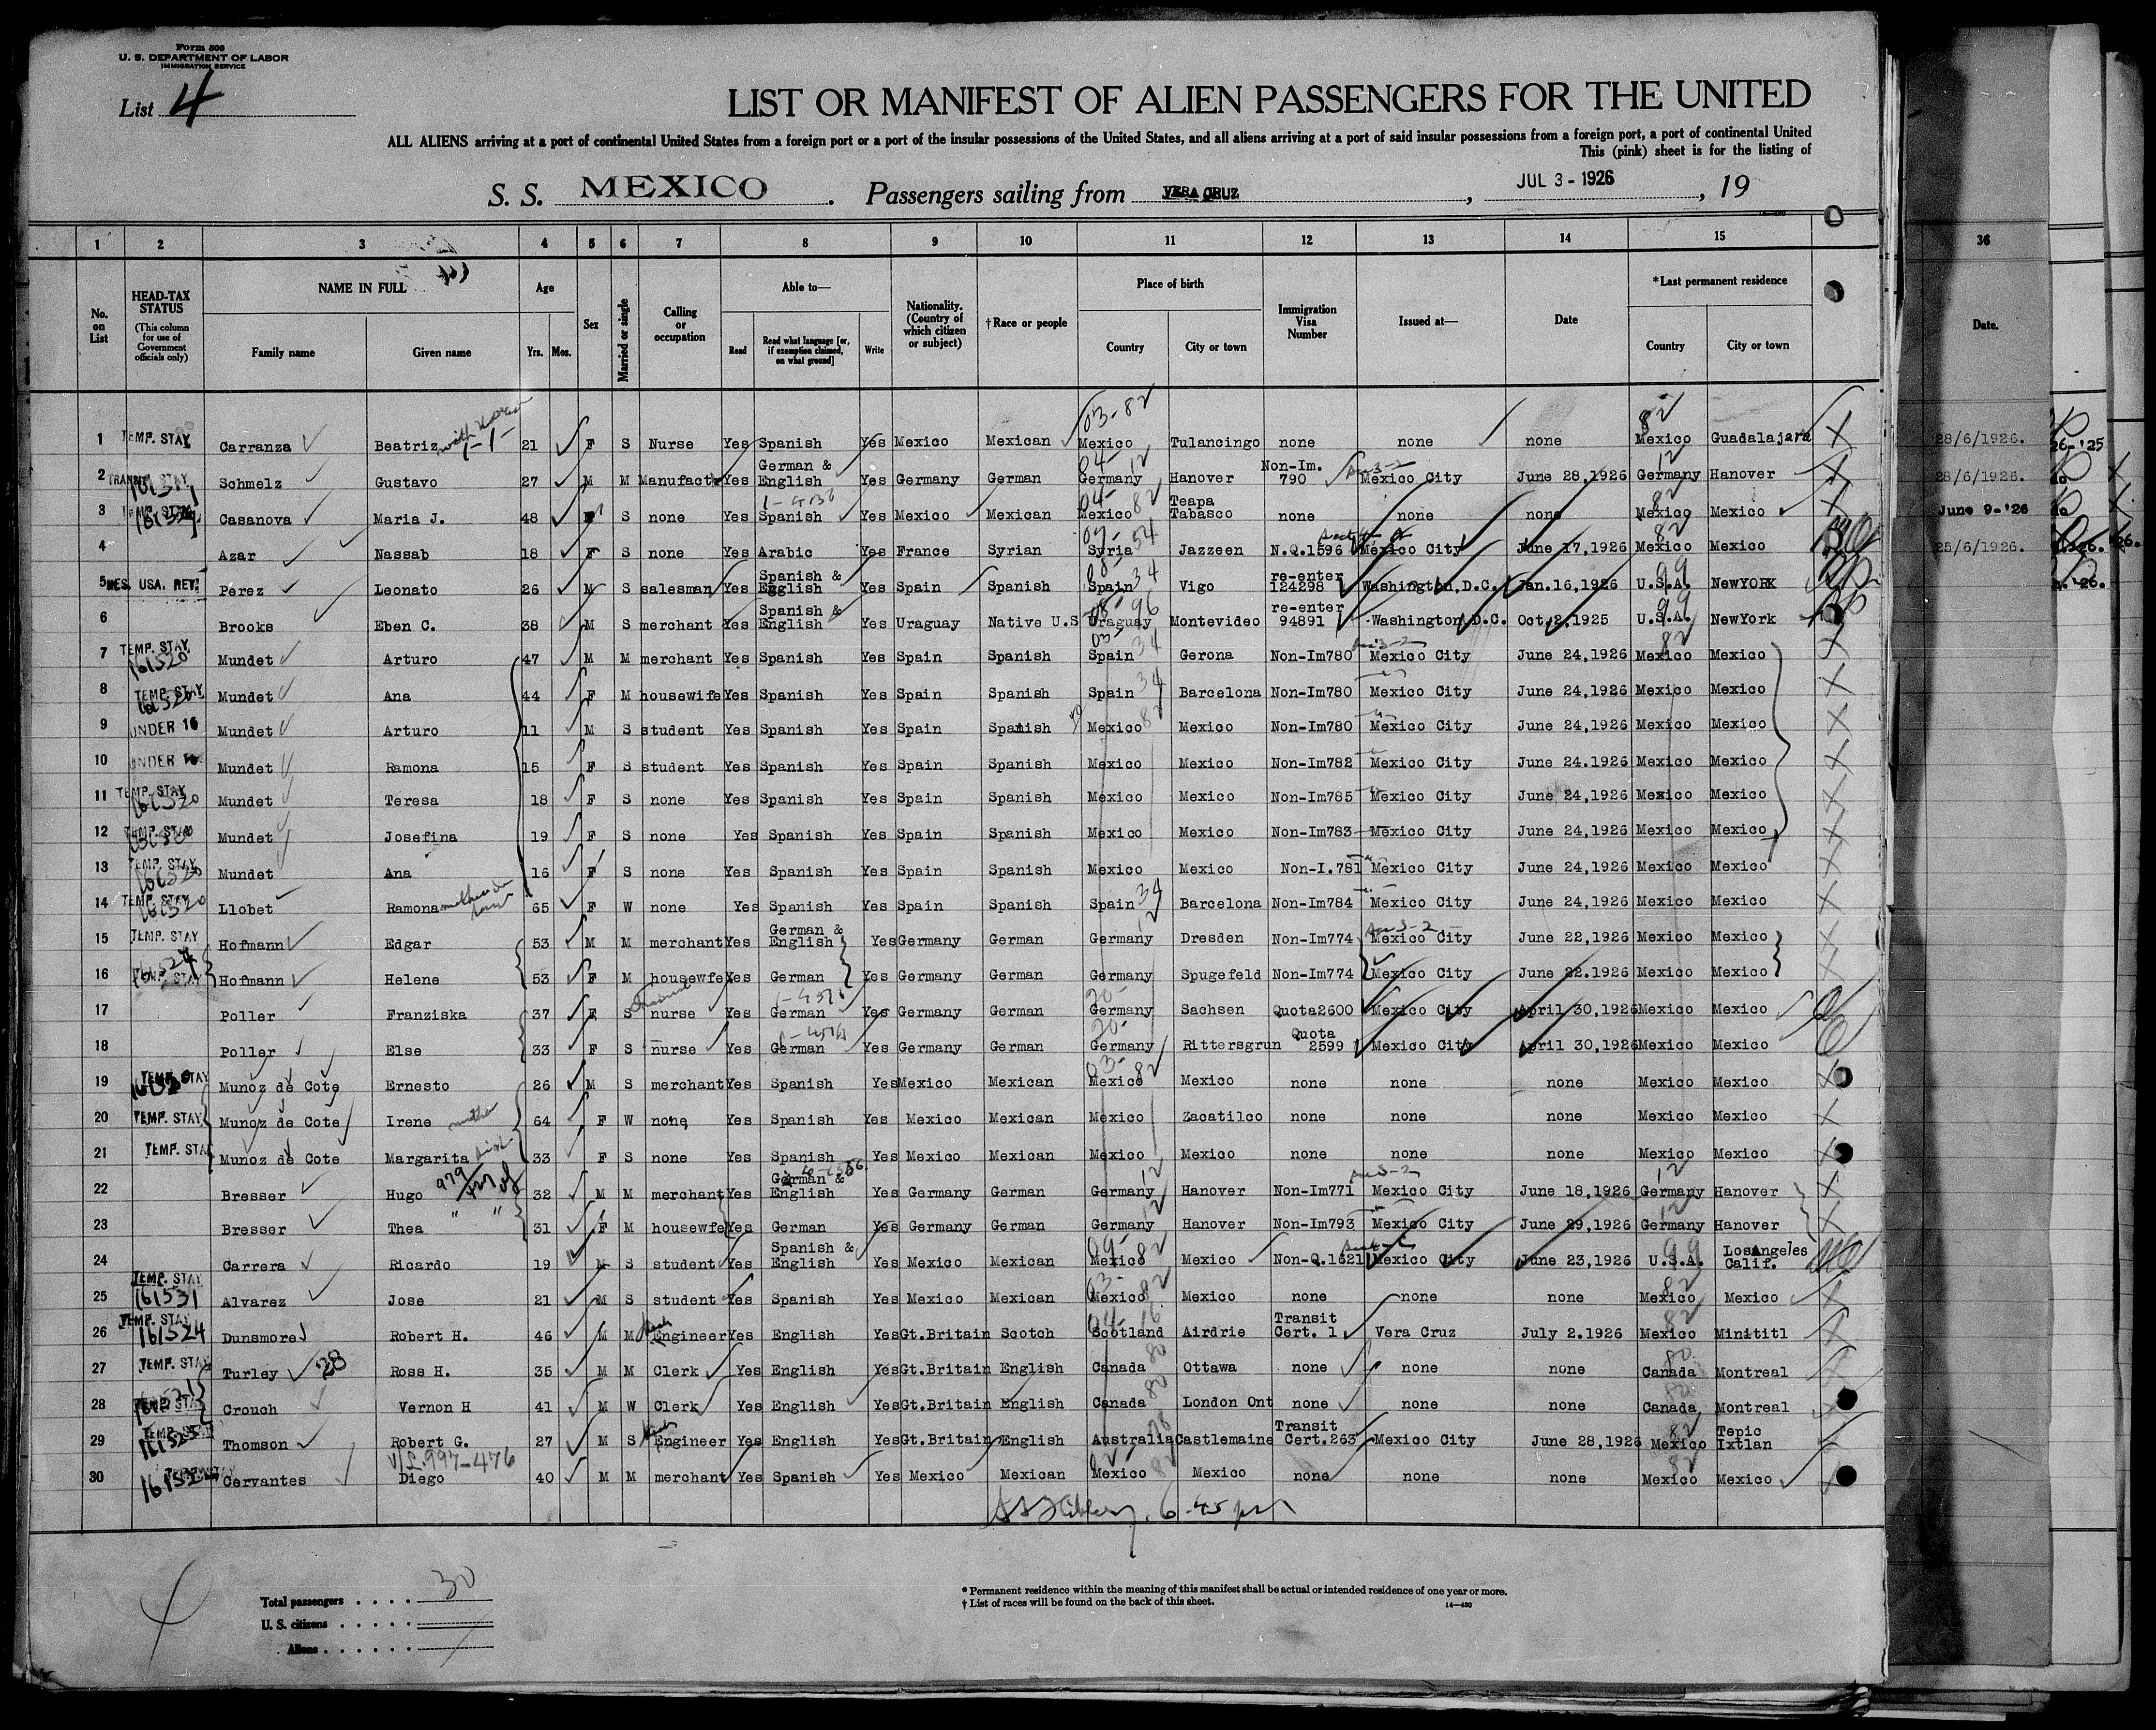 Form 500
U. S. DEPARTMENT OF LABOR
IMMIGRATION SERVICE
List 4
LIST OR MANIFEST OF ALIEN PASSENGERS FOR THE UNITED
ALL ALIENS arriving at a port of continental United States from a foreign port or a port of the insular possessions of the United States, and all aliens arriving at a port of said insular possessions from a foreign port, a port of continental United
This (pink) sheet is for the listing of
S. S. MEXICO. Passengers sailing from VERA CRUZ, JUL 3 - 1926, 19
1 2 3 4 5 6 7 8 9 10 11 12 13 14 15 36
No. on List
HEAD-TAX STATUS (This column for use of Government officials only)
NAME IN FULL
Family name Given name
Age Yrs. Mos.
Sex
Married or single
Calling or occupation
Able to—
Read Read what language [or, if exemption claimed, on what ground] Write
Nationality. (Country of which citizen or subject)
†Race or people
Place of birth
Country City or town
Immigration Visa Number
Issued at—
Date
*Last permanent residence
Country City or town
Date.
1 TEMP. STAY Carranza Beatriz 21 F S Nurse Yes Spanish Yes Mexico Mexican Mexico Tulancingo none none none Mexico Guadalajara 28/6/1926.
2 TRANSIT STAY Schmelz Gustavo 27 M M Manufactr Yes German & English Yes Germany German Germany Hanover Non-Im. 790 Mexico City June 28,1926 Germany Hanover 28/6/1926.
3 TEMP. STAY Casanova Maria J. 48 F S none Yes Spanish Yes Mexico Mexican Mexico Teapa Tabasco none none none Mexico Mexico June 9-'26
4 Azar Nassab 18 F S none Yes Arabic Yes France Syrian Syria Jazzeen N.Q.1596 Mexico City June 17,1926 Mexico Mexico 25/6/1926.
5 RES. USA. RET. Perez Leonato 26 M S salesman Yes Spanish & English Yes Spain Spanish Spain Vigo re-enter 124298 Washington,D.C. Jan.16,1926 U.S.A. NewYORK
6 Brooks Eben C. 38 M S merchant Yes Spanish & English Yes Uraguay Native U.S Uraguay Montevideo re-enter 94891 Washington D.C. Oct.2,1925 U.S.A. NewYork
7 TEMP. STAY 161520 Mundet Arturo 47 M M merchant Yes Spanish Yes Spain Spanish Spain Gerona Non-Im780 Mexico City June 24,1926 Mexico Mexico
8 TEMP. STAY 161520 Mundet Ana 44 F M housewife Yes Spanish Yes Spain Spanish Spain Barcelona Non-Im780 Mexico City June 24,1926 Mexico Mexico
9 UNDER 16 Mundet Arturo 11 M S student Yes Spanish Yes Spain Spanish Mexico Mexico Non-Im780 Mexico City June 24,1926 Mexico Mexico
10 UNDER 16 Mundet Ramona 15 F S student Yes Spanish Yes Spain Spanish Mexico Mexico Non-Im782 Mexico City June 24.1926 Mexico Mexico
11 TEMP. STAY 161520 Mundet Teresa 18 F S none Yes Spanish Yes Spain Spanish Mexico Mexico Non-Im785 Mexico City June 24,1926 Mexico Mexico
12 TEMP. STAY Mundet Josefina 19 F S none Yes Spanish Yes Spain Spanish Mexico Mexico Non-Im783 Mexico City June 24,1926 Mexico Mexico
13 TEMP. STAY 161520 Mundet Ana 16 F S none Yes Spanish Yes Spain Spanish Mexico Mexico Non-I.781 Mexico City June 24,1926 Mexico Mexico
14 TEMP. STAY 161520 Llobet Ramona 65 F W none Yes Spanish Yes Spain Spanish Spain Barcelona Non-Im784 Mexico City June 24,1926 Mexico Mexico
15 TEMP. STAY Hofmann Edgar 53 M M merchant Yes German & English Yes Germany German Germany Dresden Non-Im774 Mexico City June 22,1926 Mexico Mexico
16 TEMP. STAY Hofmann Helene 53 F M housewfe Yes German Yes Germany German Germany Spugefeld Non-Im774 Mexico City June 22.1926 Mexico Mexico
17 Poller Franziska 37 F S nurse Yes German Yes Germany German Germany Sachsen Quota2600 Mexico City April 30,1926 Mexico Mexico
18 Poller Else 33 F S nurse Yes German Yes Germany German Germany Rittersgrun Quota 2599 Mexico City April 30,1926 Mexico Mexico
19 TEMP. STAY Munoz de Cote Ernesto 26 M S merchant Yes Spanish Yes Mexico Mexican Mexico Mexico none none none Mexico Mexico
20 TEMP. STAY Munoz de Cote Irene mother 64 F W none Yes Spanish Yes Mexico Mexican Mexico Zacatilco none none none Mexico Mexico
21 TEMP. STAY Munoz de Cote Margarita sist 33 F S none Yes Spanish Yes Mexico Mexican Mexico Mexico none none none Mexico Mexico
22 Bresser Hugo 32 M M merchant Yes German & English Yes Germany German Germany Hanover Non-Im771 Mexico City June 18,1926 Germany Hanover
23 Bresser Thea " " 31 F M housewfe Yes German Yes Germany German Germany Hanover Non-Im793 Mexico City June 29,1926 Germany Hanover
24 Carrera Ricardo 19 M S student Yes Spanish & English Yes Mexico Mexican Mexico Mexico Non-Q.1621 Mexico City June 23,1926 U.S.A. LosAngeles Calif.
25 TEMP. STAY 161531 Alvarez Jose 21 M S student Yes Spanish Yes Mexico Mexican Mexico Mexico none none none Mexico Mexico
26 TEMP. STAY 161524 Dunsmore Robert H. 46 M M Engineer Yes English Yes Gt.Britain Scotch Scotland Airdrie Transit Cert. 1 Vera Cruz July 2.1926 Mexico Minititl
27 TEMP. STAY Turley 28 Ross H. 35 M M Clerk Yes English Yes Gt.Britain English Canada Ottawa none none none Canada Montreal
28 TEMP. STAY Crouch Vernon H 41 M W Clerk Yes English Yes Gt.Britain English Canada London Ont none none none Canada Montreal
29 TEMP. STAY Thomson Robert G. 27 M S Engineer Yes English Yes Gt.Britain English Australia Castlemaine Transit Cert.263 Mexico City June 28,1926 Mexico Tepic Ixtlan
30 Cervantes V/L 997-476 Diego 40 M M merchant Yes Spanish Yes Mexico Mexican Mexico Mexico none none none Mexico Mexico
6-45 pm
Total passengers . . . . 30
U. S. citizens . . . . .
Aliens . . . . . .
* Permanent residence within the meaning of this manifest shall be actual or intended residence of one year or more.
† List of races will be found on the back of this sheet.
14—430